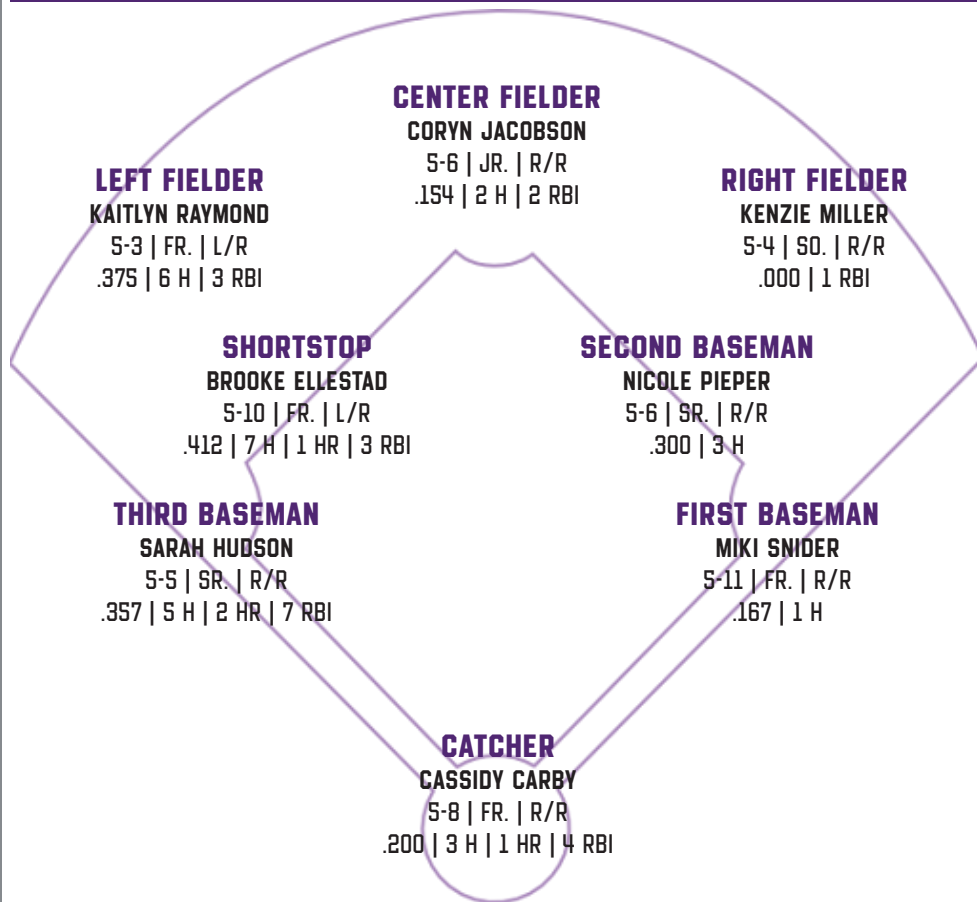 CENTER FIELDER
CORYN JACOBSON
5-6 | JR. | R/R
.154 | 2 H | 2 RBI
LEFT FIELDER
KAITLYN RAYMOND
5-3 | FR. | L/R
.375 | 6 H | 3 RBI
RIGHT FIELDER
KENZIE MILLER
5-4 | SO. | R/R
.000 | 1 RBI
SHORTSTOP
BROOKE ELLESTAD
5-10 | FR. | L/R
.412 | 7 H | 1 HR | 3 RBI
SECOND BASEMAN
NICOLE PIEPER
5-6 | SR. | R/R
.300 | 3 H
THIRD BASEMAN
SARAH HUDSON
5-5 | SR. | R/R
.357 | 5 H | 2 HR | 7 RBI
FIRST BASEMAN
MIKI SNIDER
5-11 | FR. | R/R
.167 | 1 H
CATCHER
CASSIDY CARBY
5-8 | FR. | R/R
.200 | 3 H | 1 HR | 4 RBI